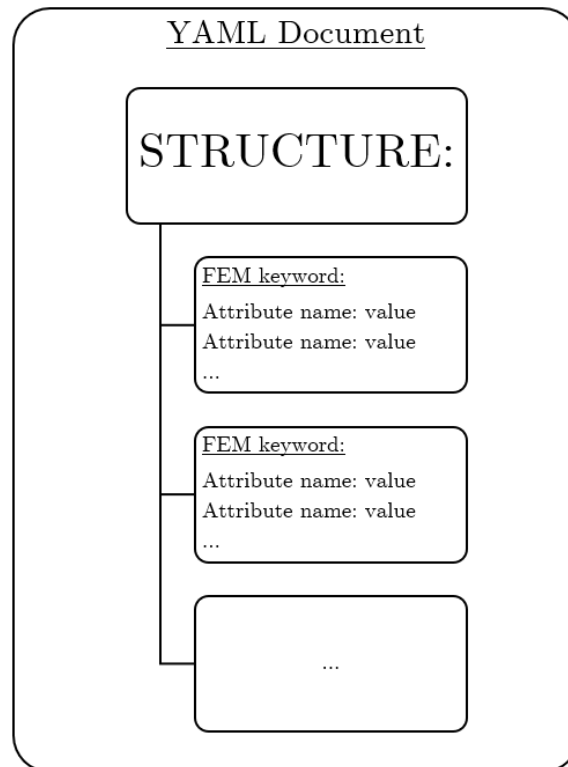 YAML Document
STRUCTURE:
FEM keyword:
Attribute name: value
Attribute name: value
...
FEM keyword:
Attribute name: value
Attribute name: value
...
...